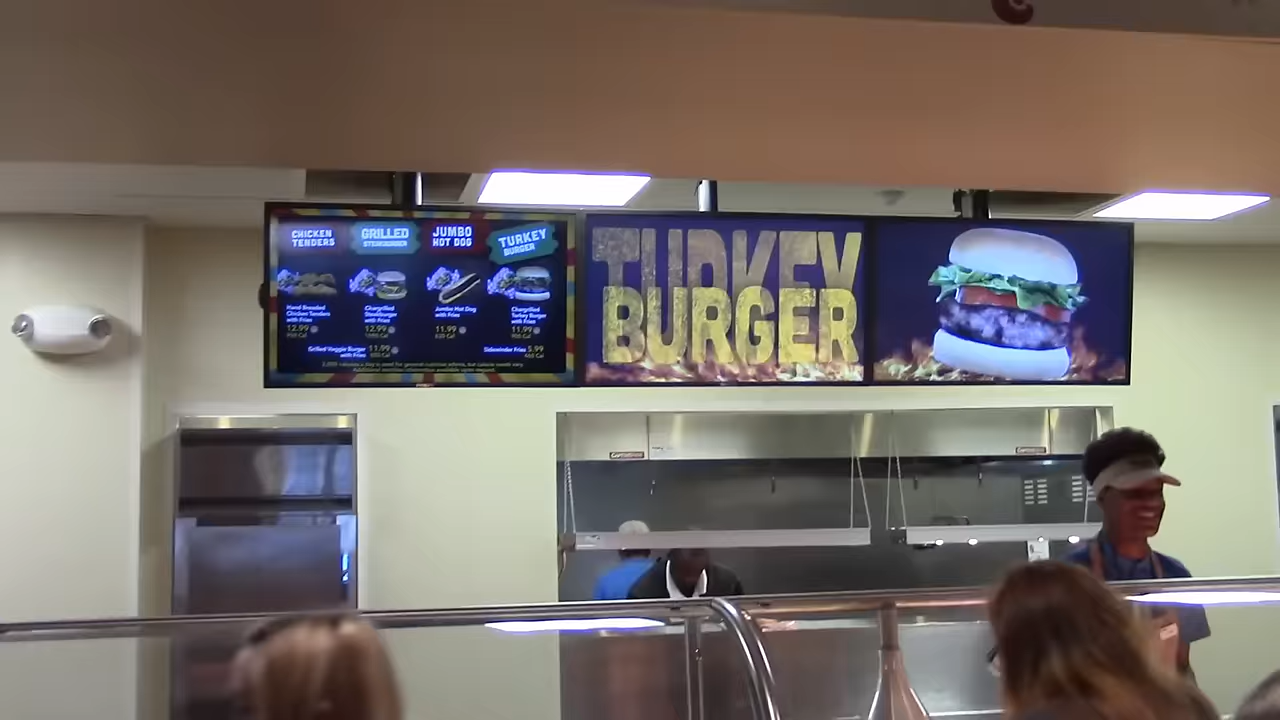 CHICKEN
TENDERS
GRILLED
STEAKBURGER
JUMBO
HOT DOG
TURKEY
BURGER
Hand Breaded
Chicken Tenders
with Fries
12.99
Chargrilled
Steakburger
with Fries
12.99
Jumbo Hot Dog
with Fries
11.99
Chargrilled
Turkey Burger
with Fries
11.99
Grilled Veggie Burger
with Fries
11.99
Sidewinder Fries 5.99
TURKEY
BURGER